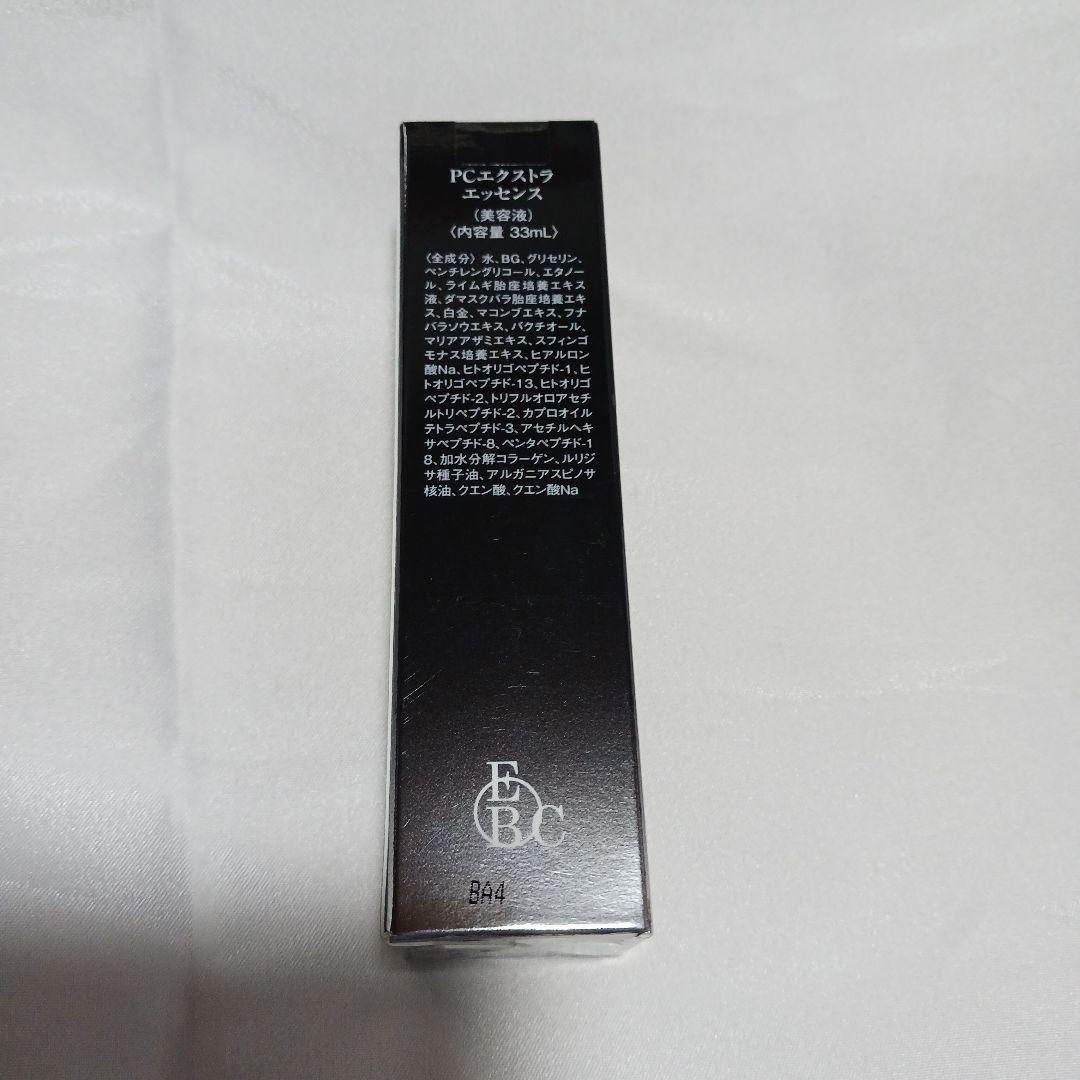 PCエクストラ
エッセンス
(美容液)
〈内容量 33mL〉
〈全成分〉水、BG、グリセリン、
ペンチレングリコール、エタノー
ル、ライムギ胎座培養エキス
液、ダマスクバラ胎座培養エキ
ス、白金、マコンブエキス、フナ
バラソウエキス、バクチオール、
マリアアザミエキス、スフィンゴ
モナス培養エキス、ヒアルロン
酸Na、ヒトオリゴペプチド-1、ヒ
トオリゴペプチド-13、ヒトオリゴ
ペプチド-2、トリフルオロアセチ
ルトリペプチド-2、カプロオイル
テトラペプチド-3、アセチルヘキ
サペプチド-8、ペンタペプチド-1
8、加水分解コラーゲン、ルリジ
サ種子油、アルガニアスピノサ
核油、クエン酸、クエン酸Na
E
BC
BA4